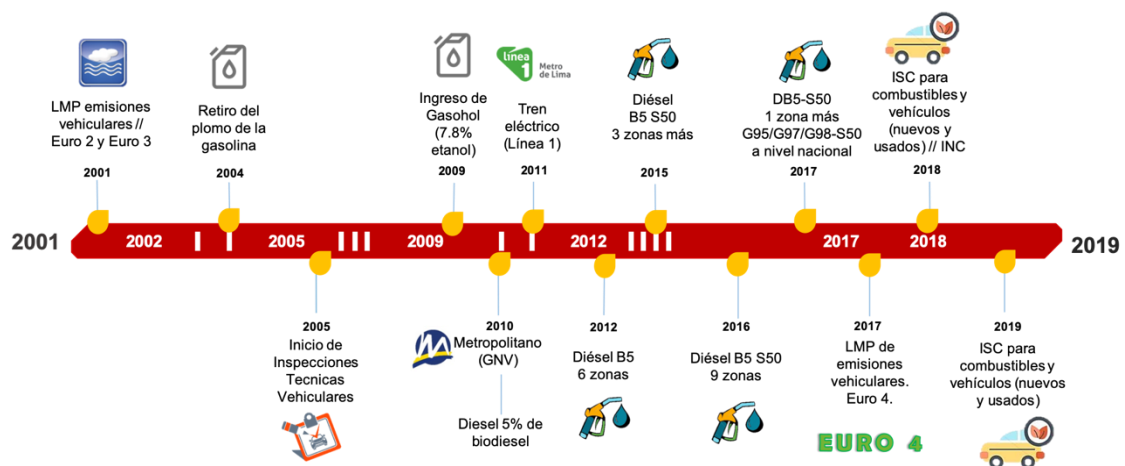 LMP emisiones
vehiculares //
Euro 2 y Euro 3
2001
Retiro del
plomo de la
gasolina
2004
Ingreso de
Gasohol
(7.8%
etanol)
2009
línea
1
Metro
de Lima
Tren
eléctrico
(Línea 1)
2011
Diésel
B5 S50
3 zonas más
2015
DB5-S50
1 zona más
G95/G97/G98-S50
a nivel nacional
2017
ISC para
combustibles y
vehículos
(nuevos y
usados) // INC
2018
2001
2002
2005
2009
2012
2017
2018
2019
2005
Inicio de
Inspecciones
Tecnicas
Vehiculares
2010
Metropolitano
(GNV)
Diesel 5% de
biodiesel
2012
Diésel B5
6 zonas
2016
Diésel B5 S50
9 zonas
2017
LMP de
emisiones
vehiculares.
Euro 4.
EURO 4
2019
ISC para
combustibles y
vehículos (nuevos
y usados)